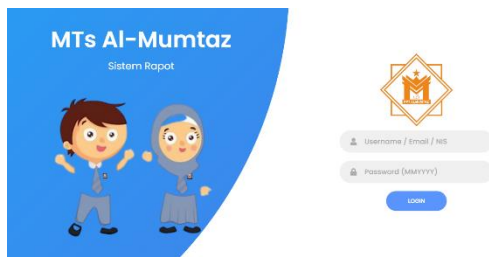 MTs Al-Mumtaz
Sistem Rapot
Username / Email / NIS
Password (MMYYYY)
LOGIN